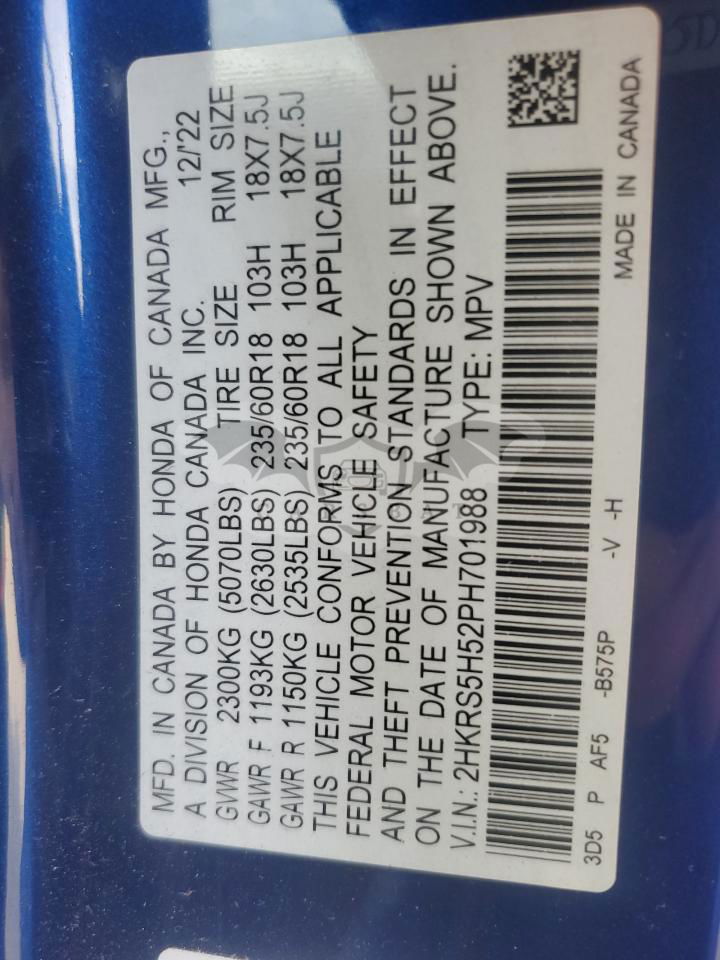 MFD. IN CANADA BY HONDA OF CANADA MFG.,
A DIVISION OF HONDA CANADA INC. 12/'22
GVWR 2300KG (5070LBS) TIRE SIZE RIM SIZE
GAWR F 1193KG (2630LBS) 235/60R18 103H 18X7.5J
GAWR R 1150KG (2535LBS) 235/60R18 103H 18X7.5J
THIS VEHICLE CONFORMS TO ALL APPLICABLE
FEDERAL MOTOR VEHICLE SAFETY
AND THEFT PREVENTION STANDARDS IN EFFECT
ON THE DATE OF MANUFACTURE SHOWN ABOVE.
V.I.N.: 2HKRS5H52PH701988 TYPE: MPV
3D5 P AF5 -B575P -V -H MADE IN CANADA